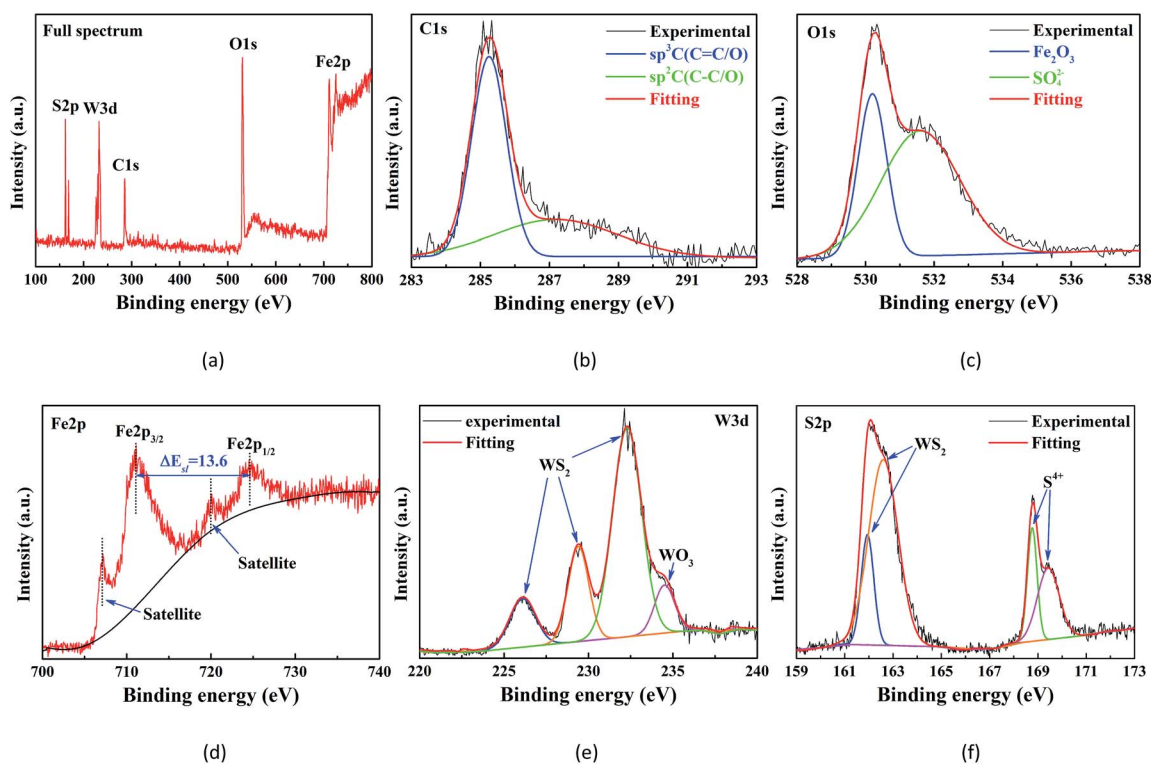 Full spectrum
O1s
Fe2p
S2p W3d
C1s
Intensity (a.u.)
100 200 300 400 500 600 700 800
Binding energy (eV)
(a)
C1s
Experimental
sp³C(C=C/O)
sp²C(C-C/O)
Fitting
Intensity (a.u.)
283 285 287 289 291 293
Binding energy (eV)
(b)
O1s
Experimental
Fe₂O₃
SO₄²⁻
Fitting
Intensity (a.u.)
528 530 532 534 536 538
Binding energy (eV)
(c)
Fe2p
Fe2p₃/₂
Fe2p₁/₂
ΔEₛₗ=13.6
Satellite
Satellite
Intensity (a.u.)
700 710 720 730 740
Binding energy (eV)
(d)
experimental
Fitting
W3d
WS₂
WO₃
Intensity (a.u.)
220 225 230 235 240
Binding energy (eV)
(e)
S2p
Experimental
Fitting
WS₂
S⁴⁺
Intensity (a.u.)
159 161 163 165 167 169 171 173
Binding energy (eV)
(f)